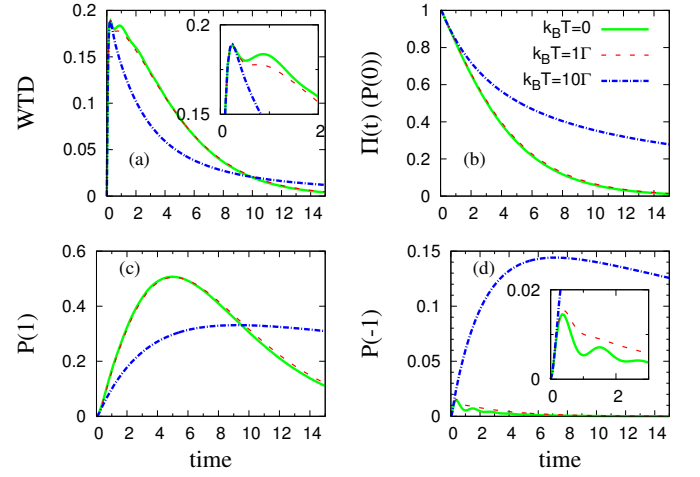 WTD
0.2
0.15
0.1
0.05
0
0 2 4 6 8 10 12 14
(a)
0.2
0.15
0 1 2
Π(t) (P(0))
1
0.8
0.6
0.4
0.2
0
0 2 4 6 8 10 12 14
(b)
k_BT=0
k_BT=1Γ
k_BT=10Γ
P(1)
0.6
0.4
0.2
0
0 2 4 6 8 10 12 14
(c)
time
P(-1)
0.15
0.1
0.05
0
0 2 4 6 8 10 12 14
(d)
0.02
0
0 2
time